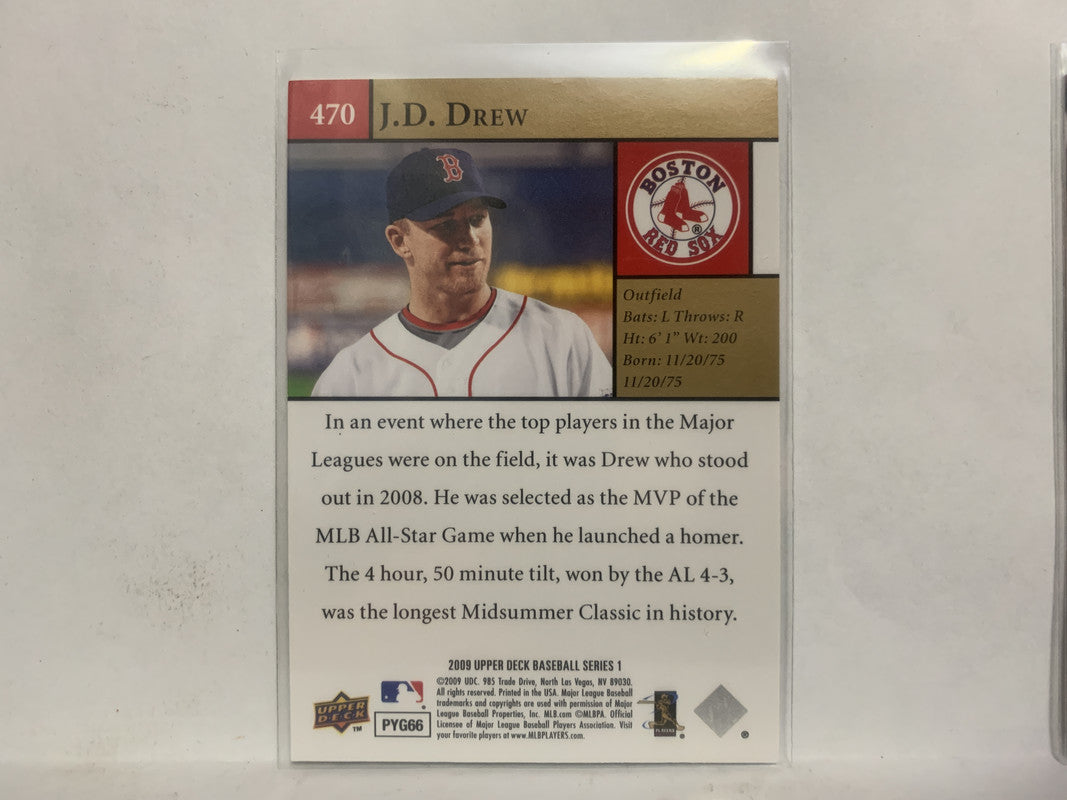 470 J.D. DREW
B
BOSTON
RED SOX
®
Outfield
Bats: L Throws: R
Ht: 6' 1" Wt: 200
Born: 11/20/75
11/20/75
In an event where the top players in the Major
Leagues were on the field, it was Drew who stood
out in 2008. He was selected as the MVP of the
MLB All-Star Game when he launched a homer.
The 4 hour, 50 minute tilt, won by the AL 4-3,
was the longest Midsummer Classic in history.
2009 UPPER DECK BASEBALL SERIES 1
©2009 UDC. 985 Trade Drive, North Las Vegas, NV 89030.
All rights reserved. Printed in the USA. Major League Baseball
trademarks and copyrights are used with permission of Major
League Baseball Properties, Inc. MLB.com ©MLBPA. Official
Licensee of Major League Baseball Players Association. Visit
your favorite players at www.MLBPLAYERS.com.
UPPER
DECK
TM
PYG66
PLAYERS
®
®